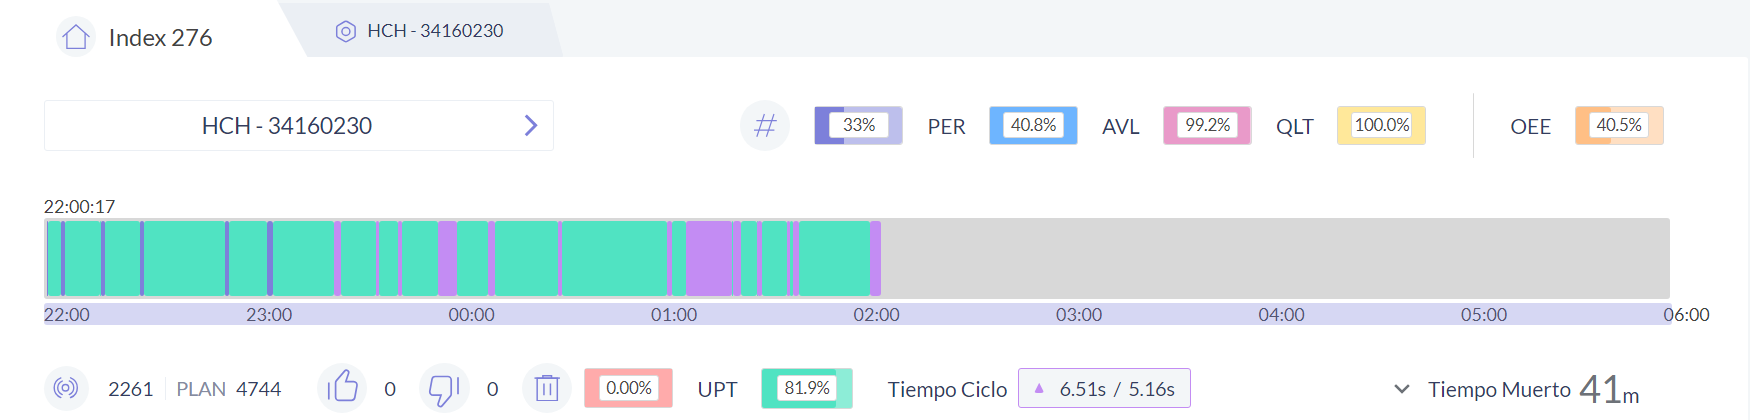 Index 276 HCH - 34160230
HCH - 34160230 # 33% PER 40.8% AVL 99.2% QLT 100.0% OEE 40.5%
22:00:17
22:00 23:00 00:00 01:00 02:00 03:00 04:00 05:00 06:00
2261 PLAN 4744 0 0 0.00% UPT 81.9% Tiempo Ciclo 6.51s / 5.16s Tiempo Muerto 41m